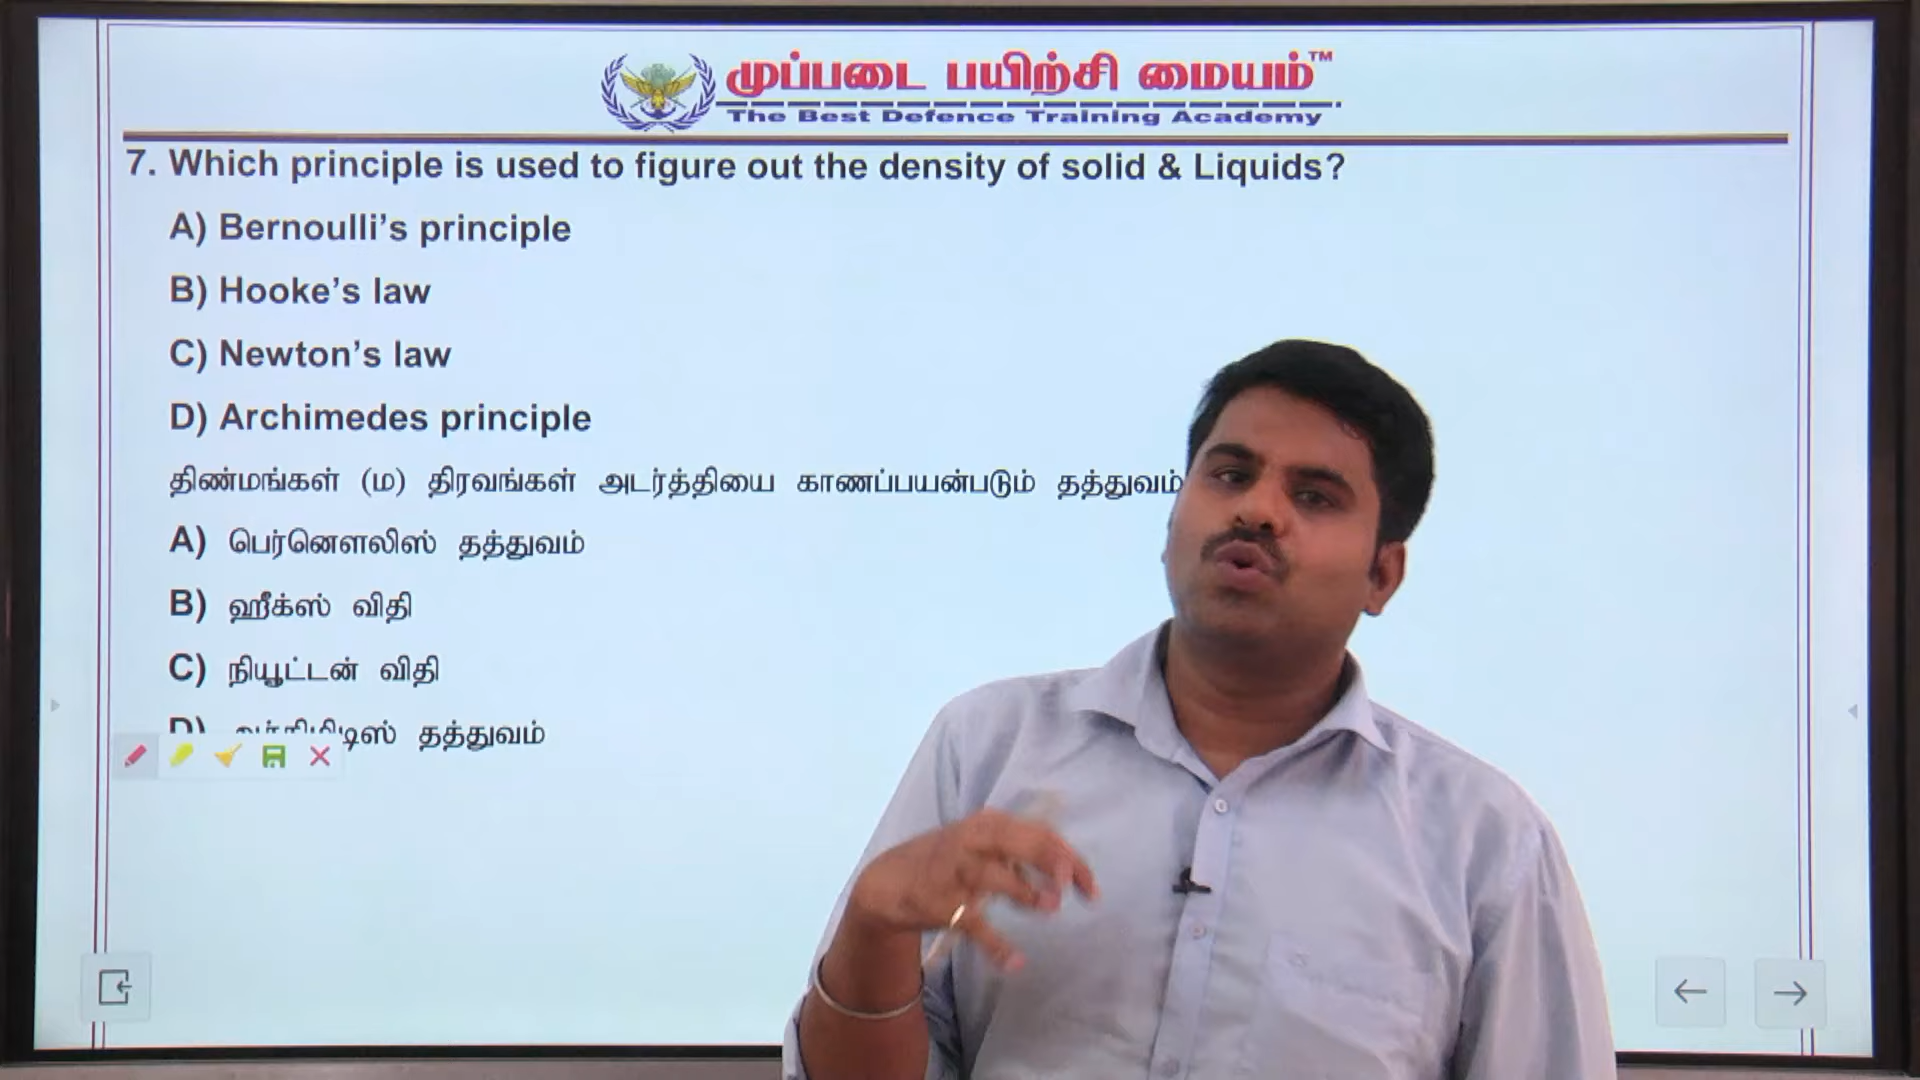 முப்படை பயிற்சி மையம்™
The Best Defence Training Academy
7. Which principle is used to figure out the density of solid & Liquids?
A) Bernoulli's principle
B) Hooke's law
C) Newton's law
D) Archimedes principle
திண்மங்கள் (ம) திரவங்கள் அடர்த்தியை காணப்பயன்படும் தத்துவம்
A) பெர்னௌலிஸ் தத்துவம்
B) ஹீக்ஸ் விதி
C) நியூட்டன் விதி
D) தத்துவம்